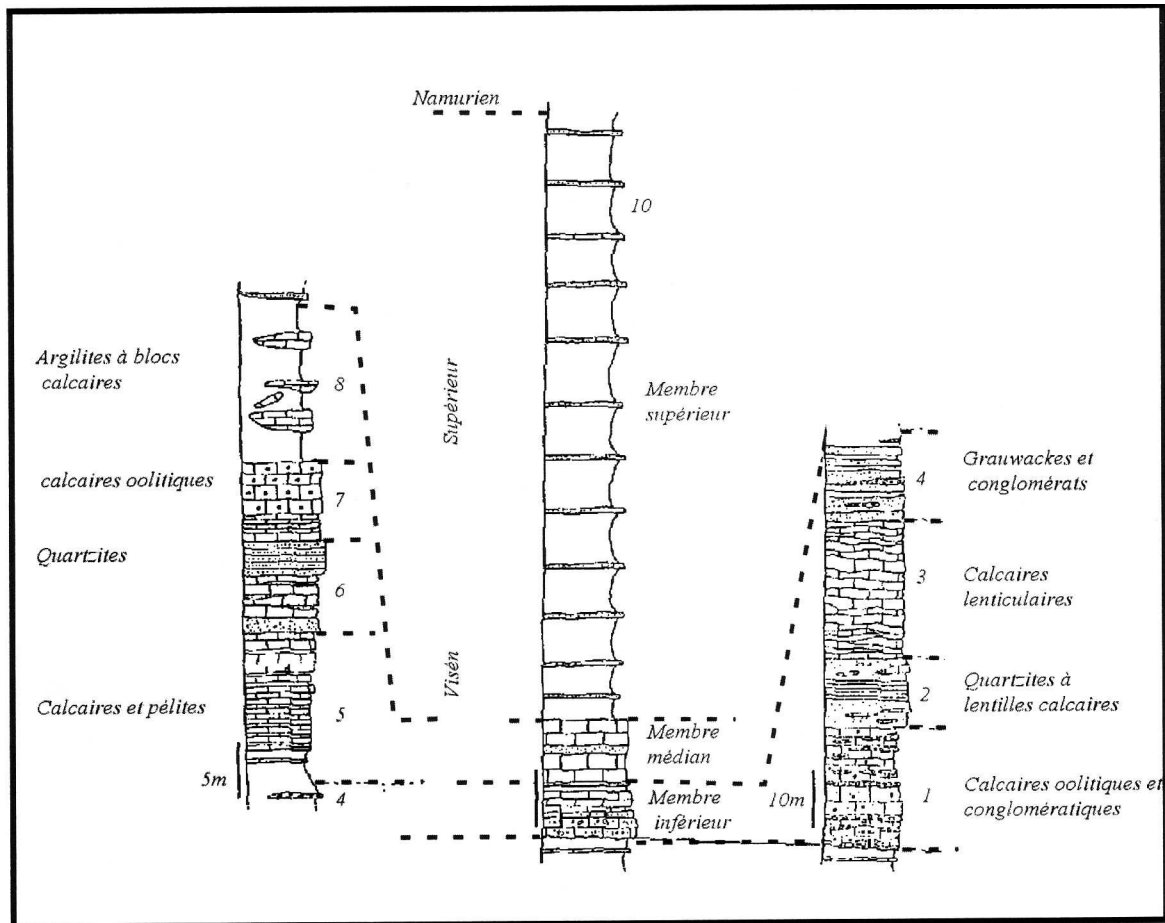 Namurien
10
Argilites à blocs
calcaires
8
Supérieur
Membre
supérieur
calcaires oolitiques
7
Quartzites
6
Visén
Calcaires et pélites
5
5m
4
Membre
médian
Membre
inférieur
10m
4
Grauwackes et
conglomérats
3
Calcaires
lenticulaires
2
Quartzites à
lentilles calcaires
1
Calcaires oolitiques et
conglomératiques